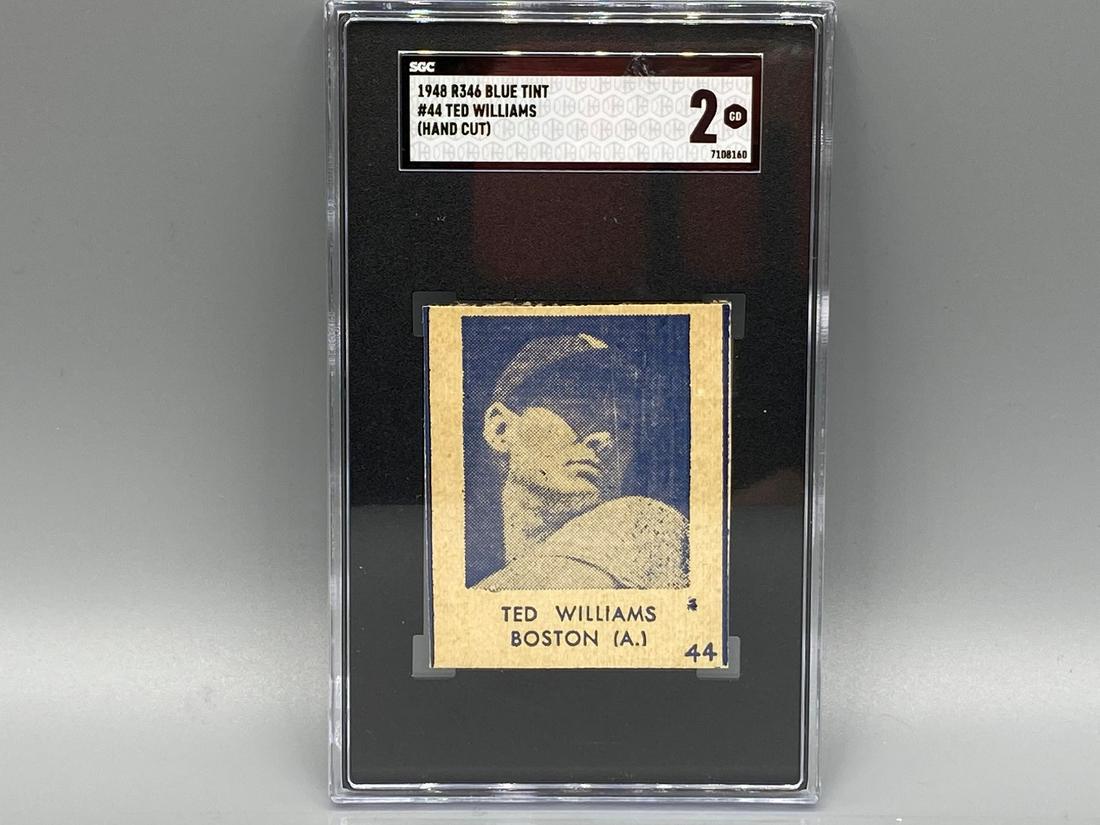 SGC
1948 R346 BLUE TINT
#44 TED WILLIAMS
(HAND CUT)
2 GD
7108160
TED WILLIAMS
BOSTON (A.)
44